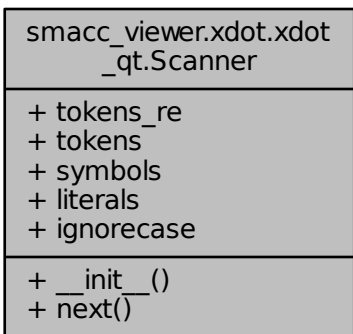 smacc_viewer.xdot.xdot
_qt.Scanner
+ tokens_re
+ tokens
+ symbols
+ literals
+ ignorecase
+ __init__()
+ next()